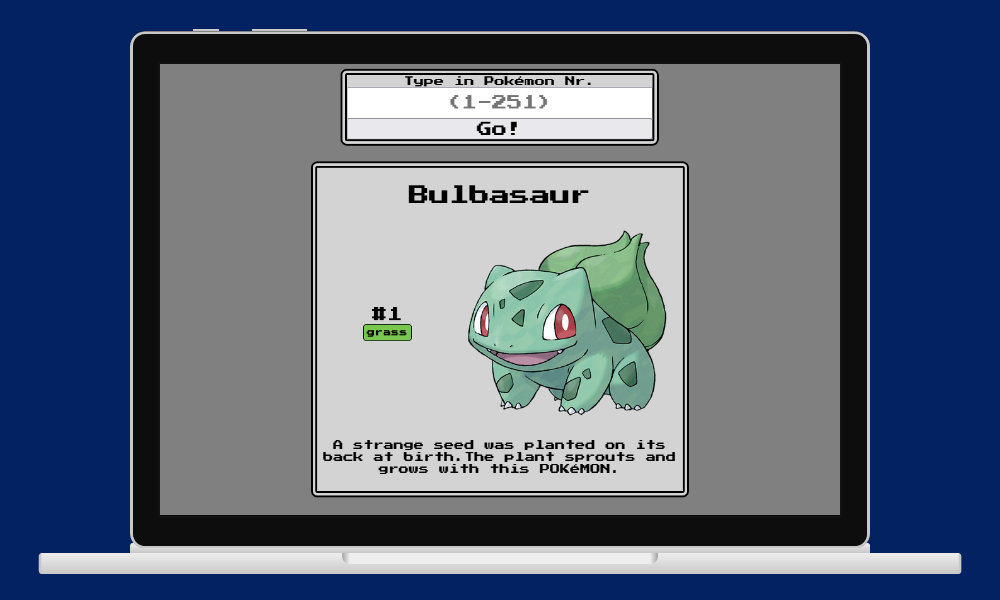 Type in Pokémon Nr.
(1-251)
Go!
Bulbasaur
#1
grass
A strange seed was planted on its
back at birth.The plant sprouts and
grows with this POKéMON.